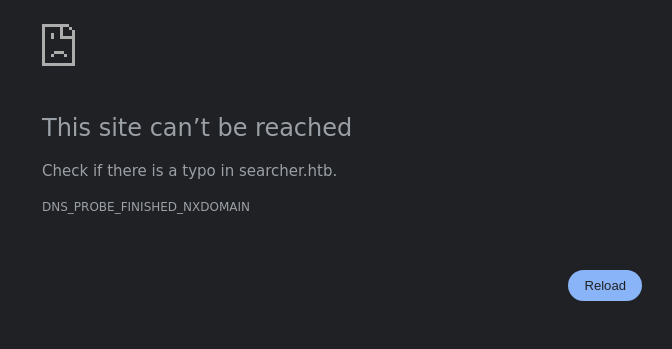 This site can’t be reached
Check if there is a typo in searcher.htb.
DNS_PROBE_FINISHED_NXDOMAIN
Reload